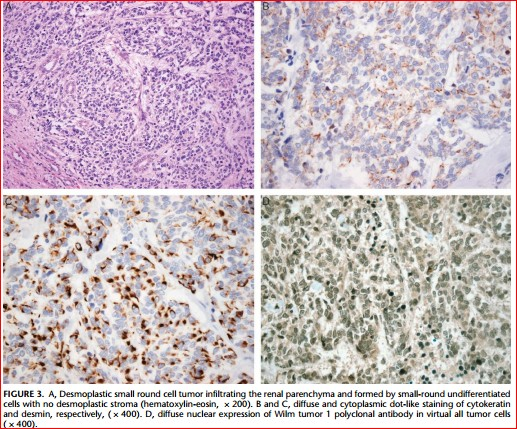 A
B
C
D
FIGURE 3. A, Desmoplastic small round cell tumor infiltrating the renal parenchyma and formed by small-round undifferentiated
cells with no desmoplastic stroma (hematoxylin-eosin, × 200). B and C, diffuse and cytoplasmic dot-like staining of cytokeratin
and desmin, respectively, (× 400). D, diffuse nuclear expression of Wilm tumor 1 polyclonal antibody in virtual all tumor cells
(× 400).